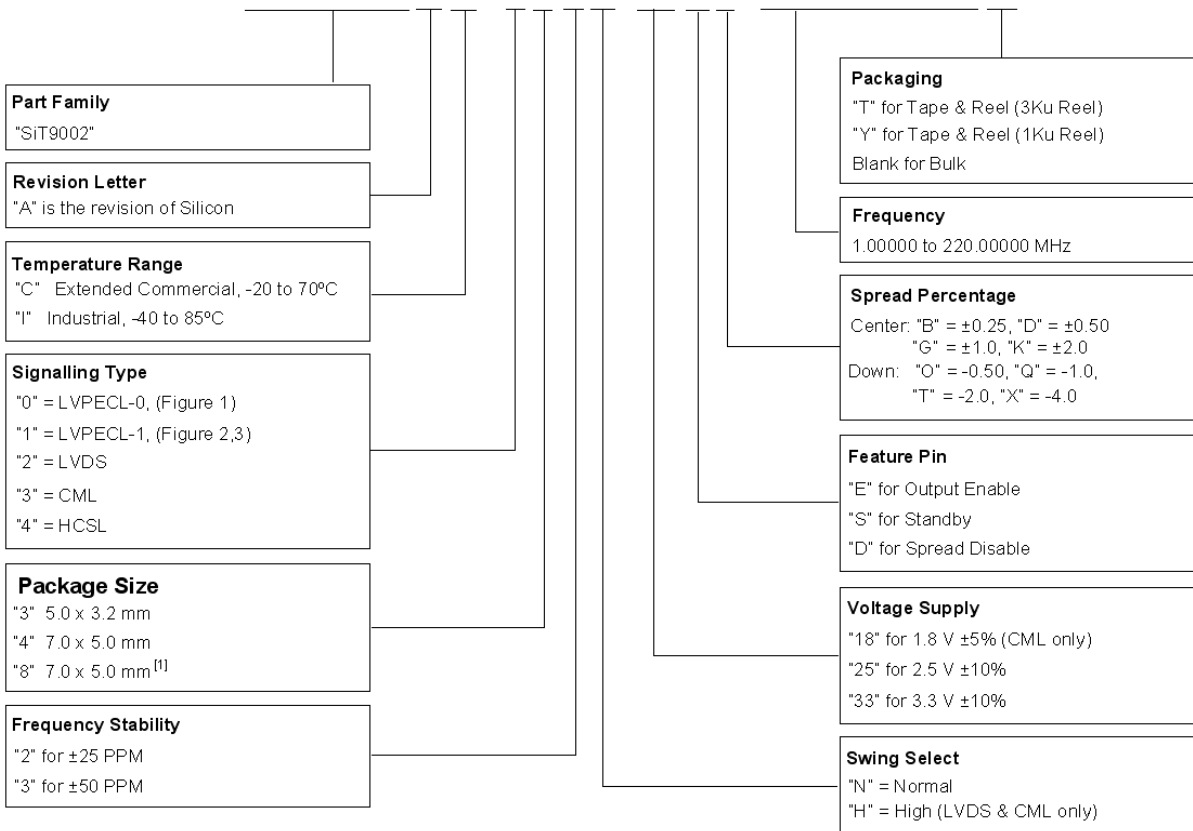 Part Family
"SiT9002"
Revision Letter
"A" is the revision of Silicon
Temperature Range
"C" Extended Commercial, -20 to 70ºC
"I" Industrial, -40 to 85ºC
Signalling Type
"0" = LVPECL-0, (Figure 1)
"1" = LVPECL-1, (Figure 2,3)
"2" = LVDS
"3" = CML
"4" = HCSL
Package Size
"3" 5.0 x 3.2 mm
"4" 7.0 x 5.0 mm
"8" 7.0 x 5.0 mm [1]
Frequency Stability
"2" for ±25 PPM
"3" for ±50 PPM
Packaging
"T" for Tape & Reel (3Ku Reel)
"Y" for Tape & Reel (1Ku Reel)
Blank for Bulk
Frequency
1.00000 to 220.00000 MHz
Spread Percentage
Center: "B" = ±0.25, "D" = ±0.50
"G" = ±1.0, "K" = ±2.0
Down: "O" = -0.50, "Q" = -1.0,
"T" = -2.0, "X" = -4.0
Feature Pin
"E" for Output Enable
"S" for Standby
"D" for Spread Disable
Voltage Supply
"18" for 1.8 V ±5% (CML only)
"25" for 2.5 V ±10%
"33" for 3.3 V ±10%
Swing Select
"N" = Normal
"H" = High (LVDS & CML only)